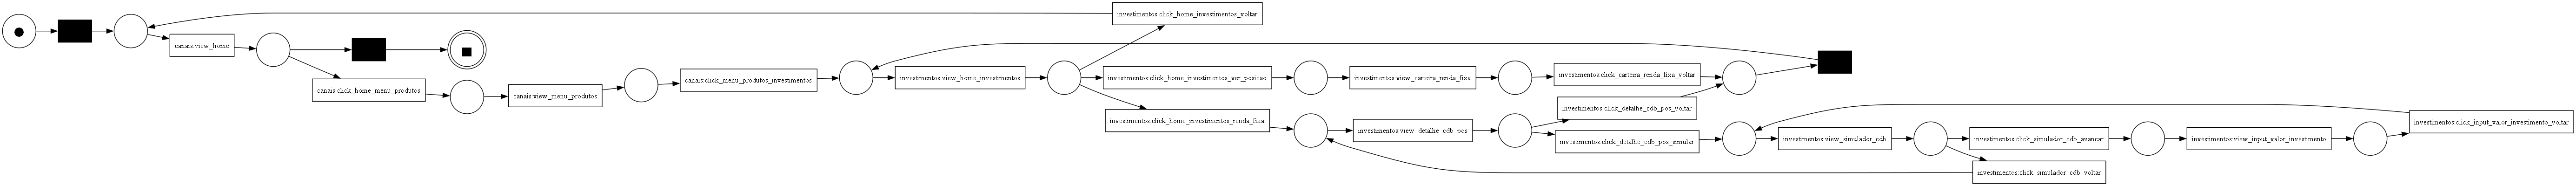 investimentos:click_home_investimentos_voltar
canais:view_home
canais:click_home_menu_produtos
canais:view_menu_produtos
canais:click_menu_produtos_investimentos
investimentos:view_home_investimentos
investimentos:click_home_investimentos_ver_posicao
investimentos:view_carteira_renda_fixa
investimentos:click_carteira_renda_fixa_voltar
investimentos:click_home_investimentos_renda_fixa
investimentos:view_detalhe_cdb_pos
investimentos:click_detalhe_cdb_pos_voltar
investimentos:click_detalhe_cdb_pos_simular
investimentos:view_simulador_cdb
investimentos:click_simulador_cdb_avancar
investimentos:view_input_valor_investimento
investimentos:click_input_valor_investimento_voltar
investimentos:click_simulador_cdb_voltar